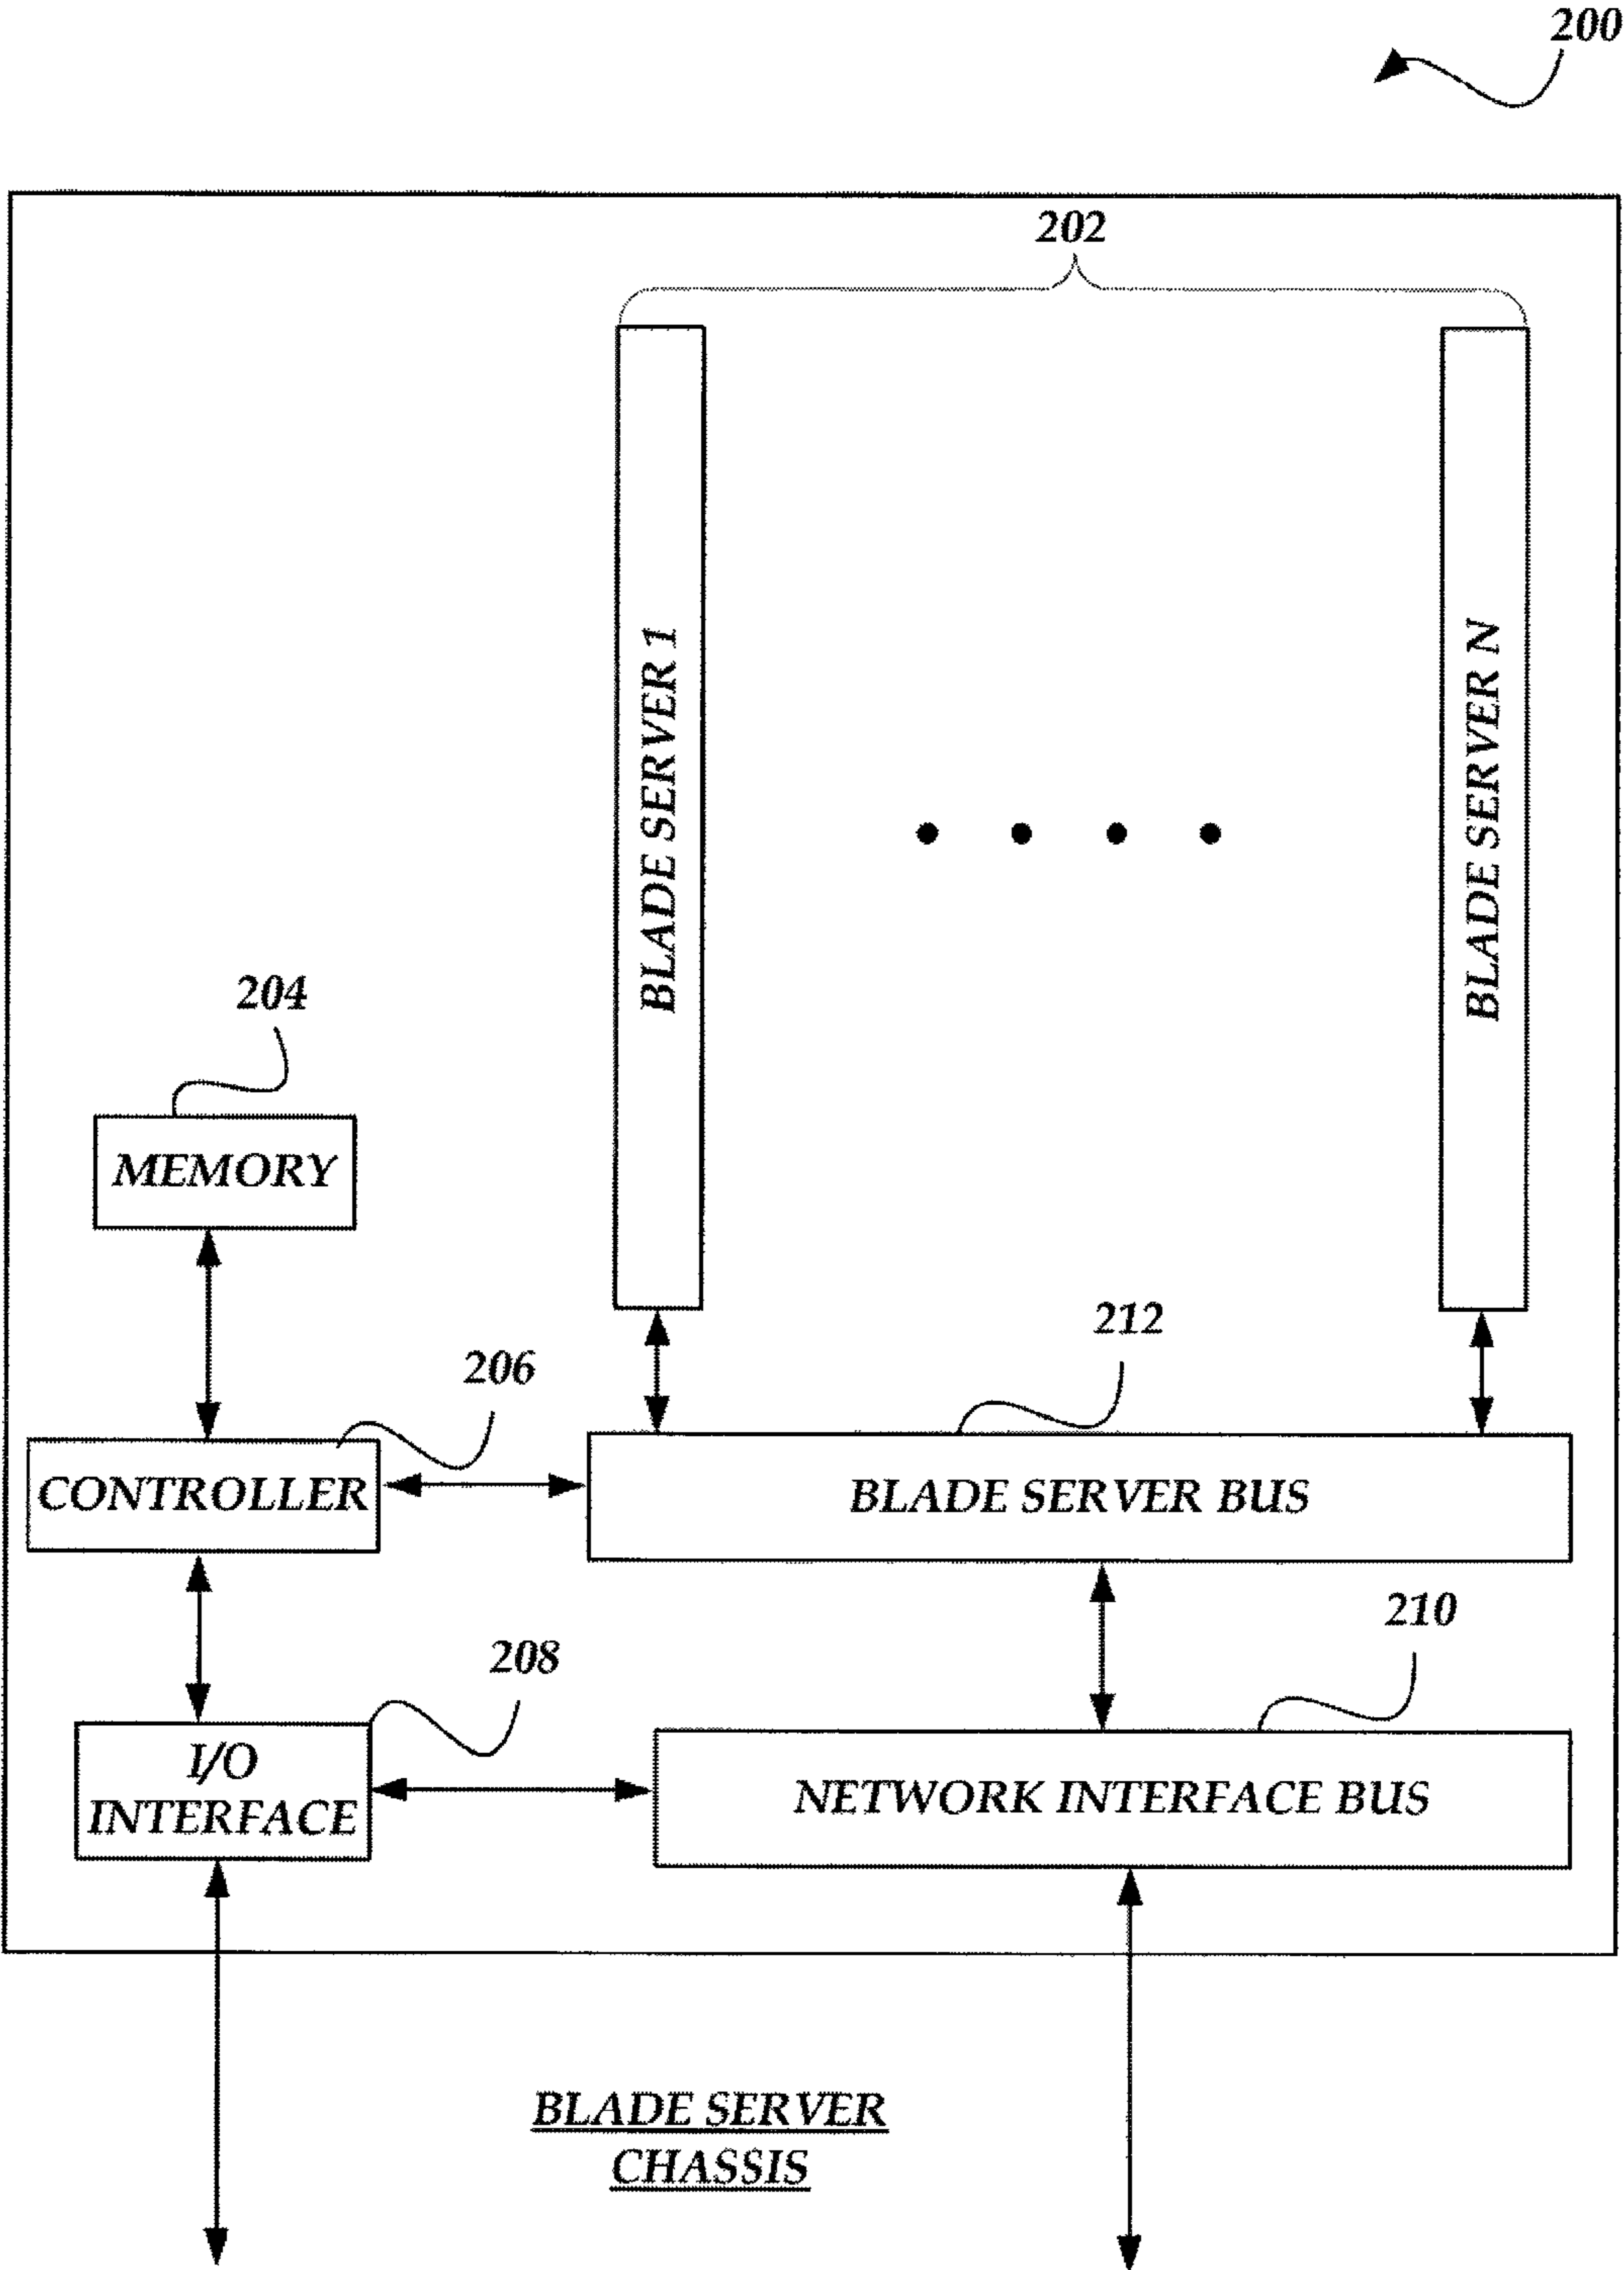 200
202
BLADE SERVER 1
BLADE SERVER N
204
MEMORY
212
206
CONTROLLER
BLADE SERVER BUS
210
208
I/O
INTERFACE
NETWORK INTERFACE BUS
BLADE SERVER
CHASSIS